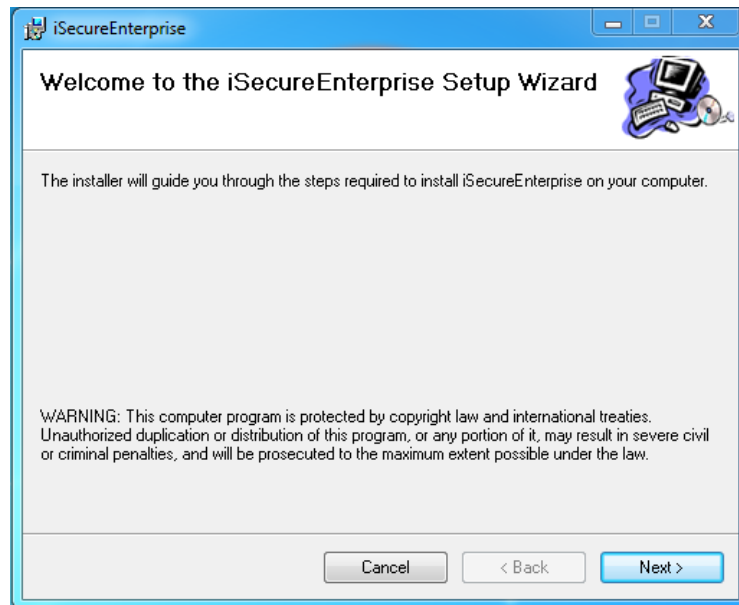 iSecureEnterprise
Welcome to the iSecureEnterprise Setup Wizard
The installer will guide you through the steps required to install iSecureEnterprise on your computer.
WARNING: This computer program is protected by copyright law and international treaties.
Unauthorized duplication or distribution of this program, or any portion of it, may result in severe civil
or criminal penalties, and will be prosecuted to the maximum extent possible under the law.
Cancel < Back Next >